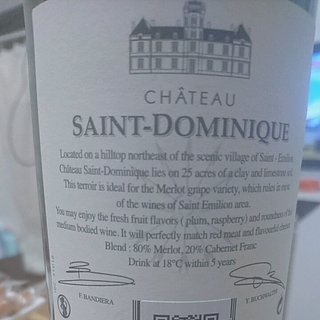 CHÂTEAU
SAINT-DOMINIQUE
Located on a hilltop northeast of the scenic village of Saint-Emilion,
Château Saint-Dominique lies on 25 acres of a clay and limestone soil.
This terroir is ideal for the Merlot grape variety, which rules in most
of the wines of Saint Emilion area.
You may enjoy the fresh fruit flavors ( plum, raspberry) and roundness of this
medium bodied wine. It will perfectly match red meat and flavourful cheeses.
Blend : 80% Merlot, 20% Cabernet Franc
Drink at 18°C within 5 years
F. BANDIERA
Y.